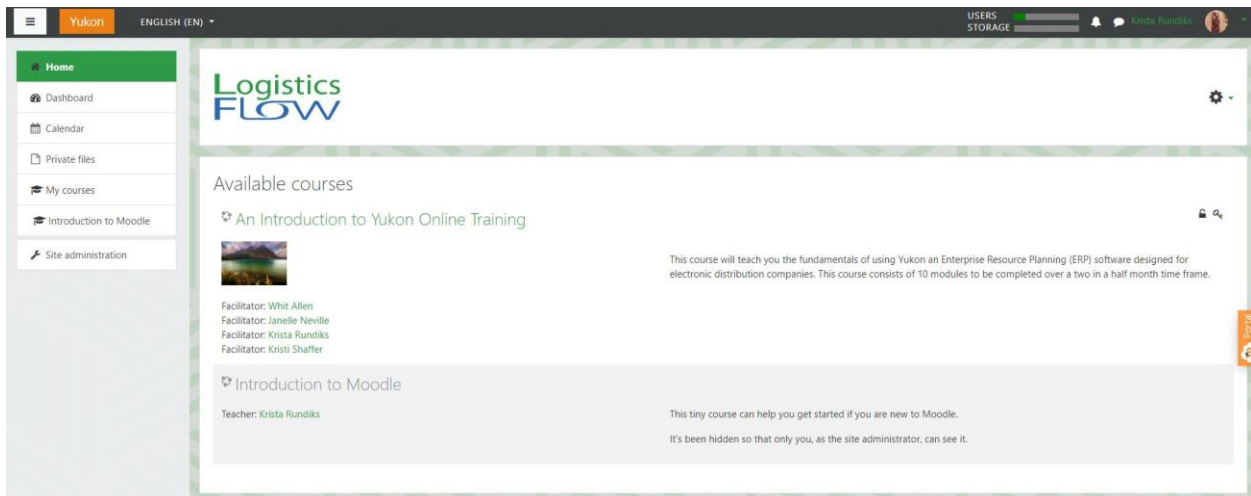 Yukon
ENGLISH (EN)
USERS
STORAGE
Krista Rundiks
Home
Dashboard
Calendar
Private files
My courses
Introduction to Moodle
Site administration
Logistics
FLOW
Available courses
An Introduction to Yukon Online Training
This course will teach you the fundamentals of using Yukon an Enterprise Resource Planning (ERP) software designed for
electronic distribution companies. This course consists of 10 modules to be completed over a two in a half month time frame.
Facilitator: Whit Allen
Facilitator: Janelle Neville
Facilitator: Krista Rundiks
Facilitator: Kristi Shaffer
Portal
Introduction to Moodle
Teacher: Krista Rundiks
This tiny course can help you get started if you are new to Moodle.
It's been hidden so that only you, as the site administrator, can see it.